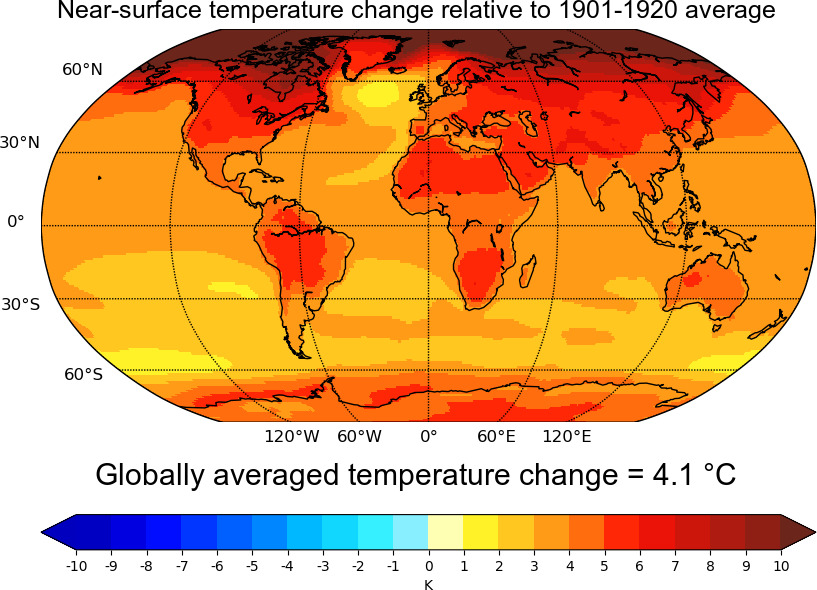 Near-surface temperature change relative to 1901-1920 average
60°N
30°N
0°
30°S
60°S
120°W 60°W 0° 60°E 120°E
Globally averaged temperature change = 4.1 °C
-10 -9 -8 -7 -6 -5 -4 -3 -2 -1 0 1 2 3 4 5 6 7 8 9 10
K